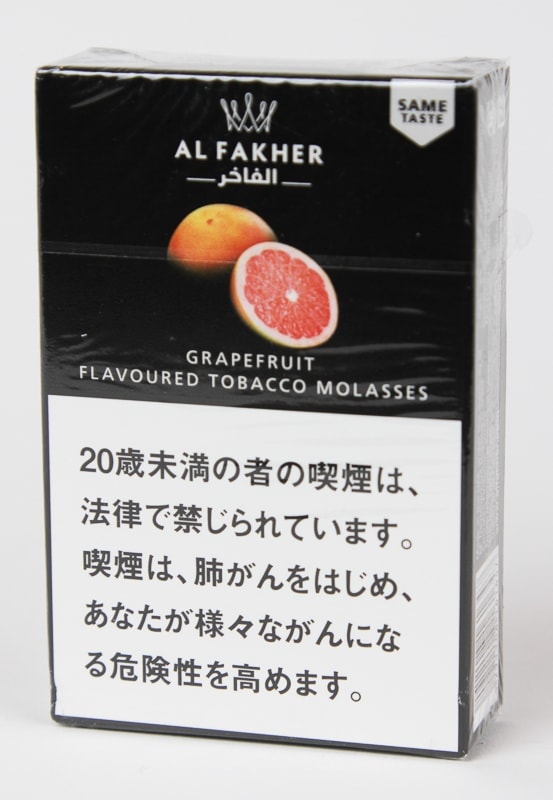 SAME
TASTE
AL FAKHER
الفاخر
GRAPEFRUIT
FLAVOURED TOBACCO MOLASSES
20歳未満の者の喫煙は、
法律で禁じられています。
喫煙は、肺がんをはじめ、
あなたが様々ながんにな
る危険性を高めます。